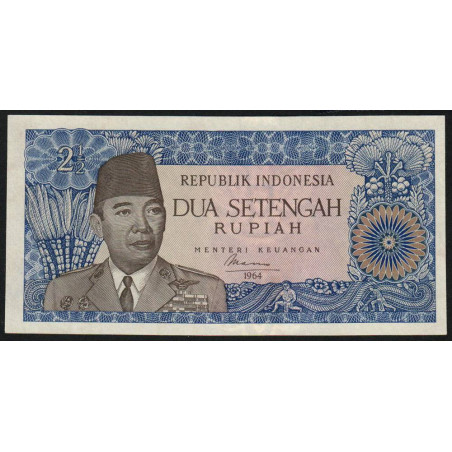 2½
REPUBLIK INDONESIA
DUA SETENGAH
RUPIAH
MENTERI KEUANGAN
1964